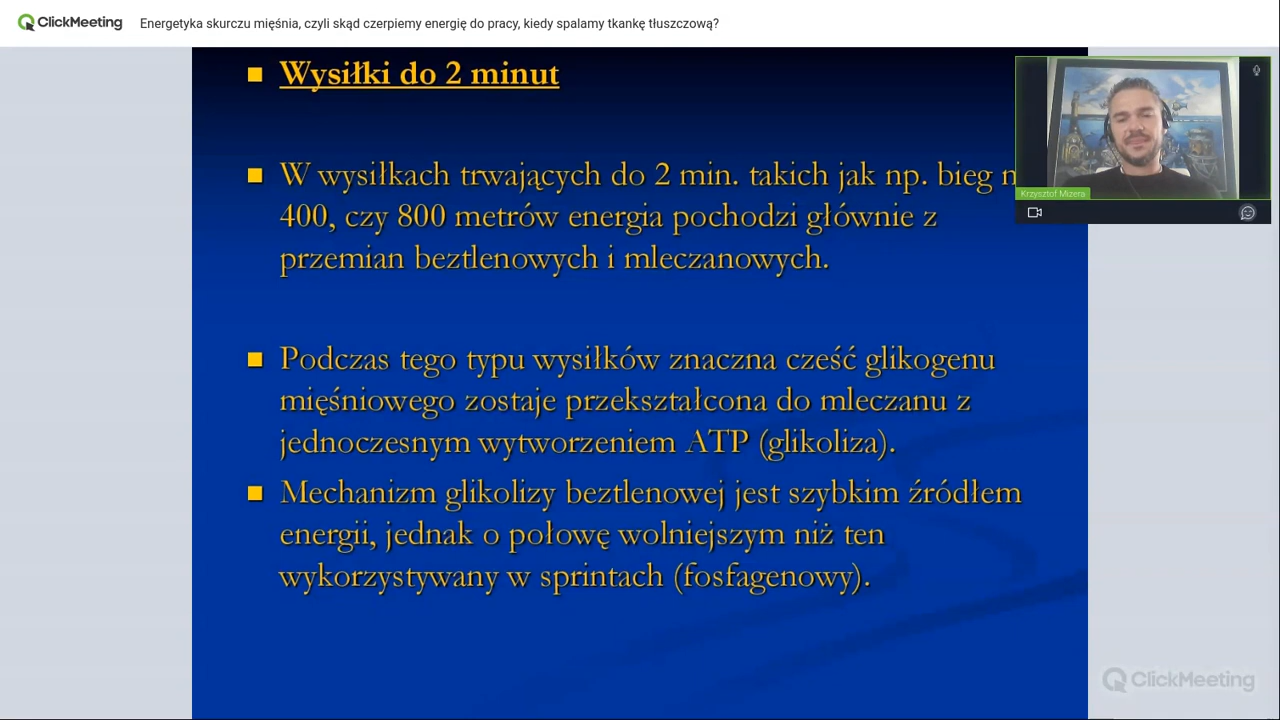 ClickMeeting
Energetyka skurczu mięśnia, czyli skąd czerpiemy energię do pracy, kiedy spalamy tkankę tłuszczową?
Wysiłki do 2 minut
W wysiłkach trwających do 2 min. takich jak np. bieg
400, czy 800 metrów energia pochodzi głównie z
przemian beztlenowych i mleczanowych.
Podczas tego typu wysiłków znaczna cześć glikogenu
mięśniowego zostaje przekształcona do mleczanu z
jednoczesnym wytworzeniem ATP (glikoliza).
Mechanizm glikolizy beztlenowej jest szybkim źródłem
energii, jednak o połowę wolniejszym niż ten
wykorzystywany w sprintach (fosfagenowy).
Krzysztof Mizera
ClickMeeting